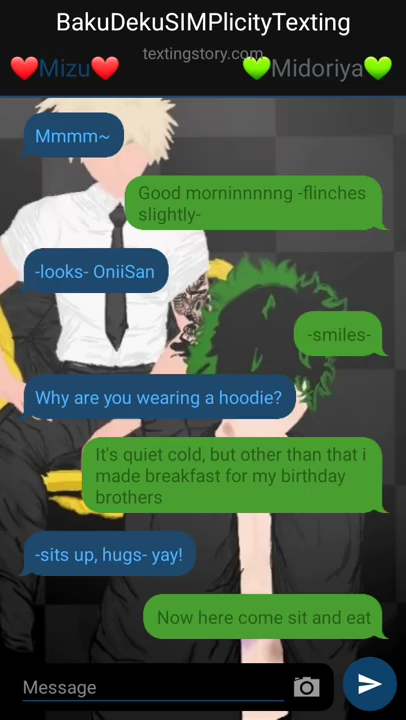 BakuDekuSIMPlicityTexting
textingstory.com
❤️Mizu❤️
💚Midoriya💚
Mmmm~
Good morninnnnng -flinches
slightly-
-looks- OniiSan
-smiles-
Why are you wearing a hoodie?
It's quiet cold, but other than that i
made breakfast for my birthday
brothers
-sits up, hugs- yay!
Now here come sit and eat
Message